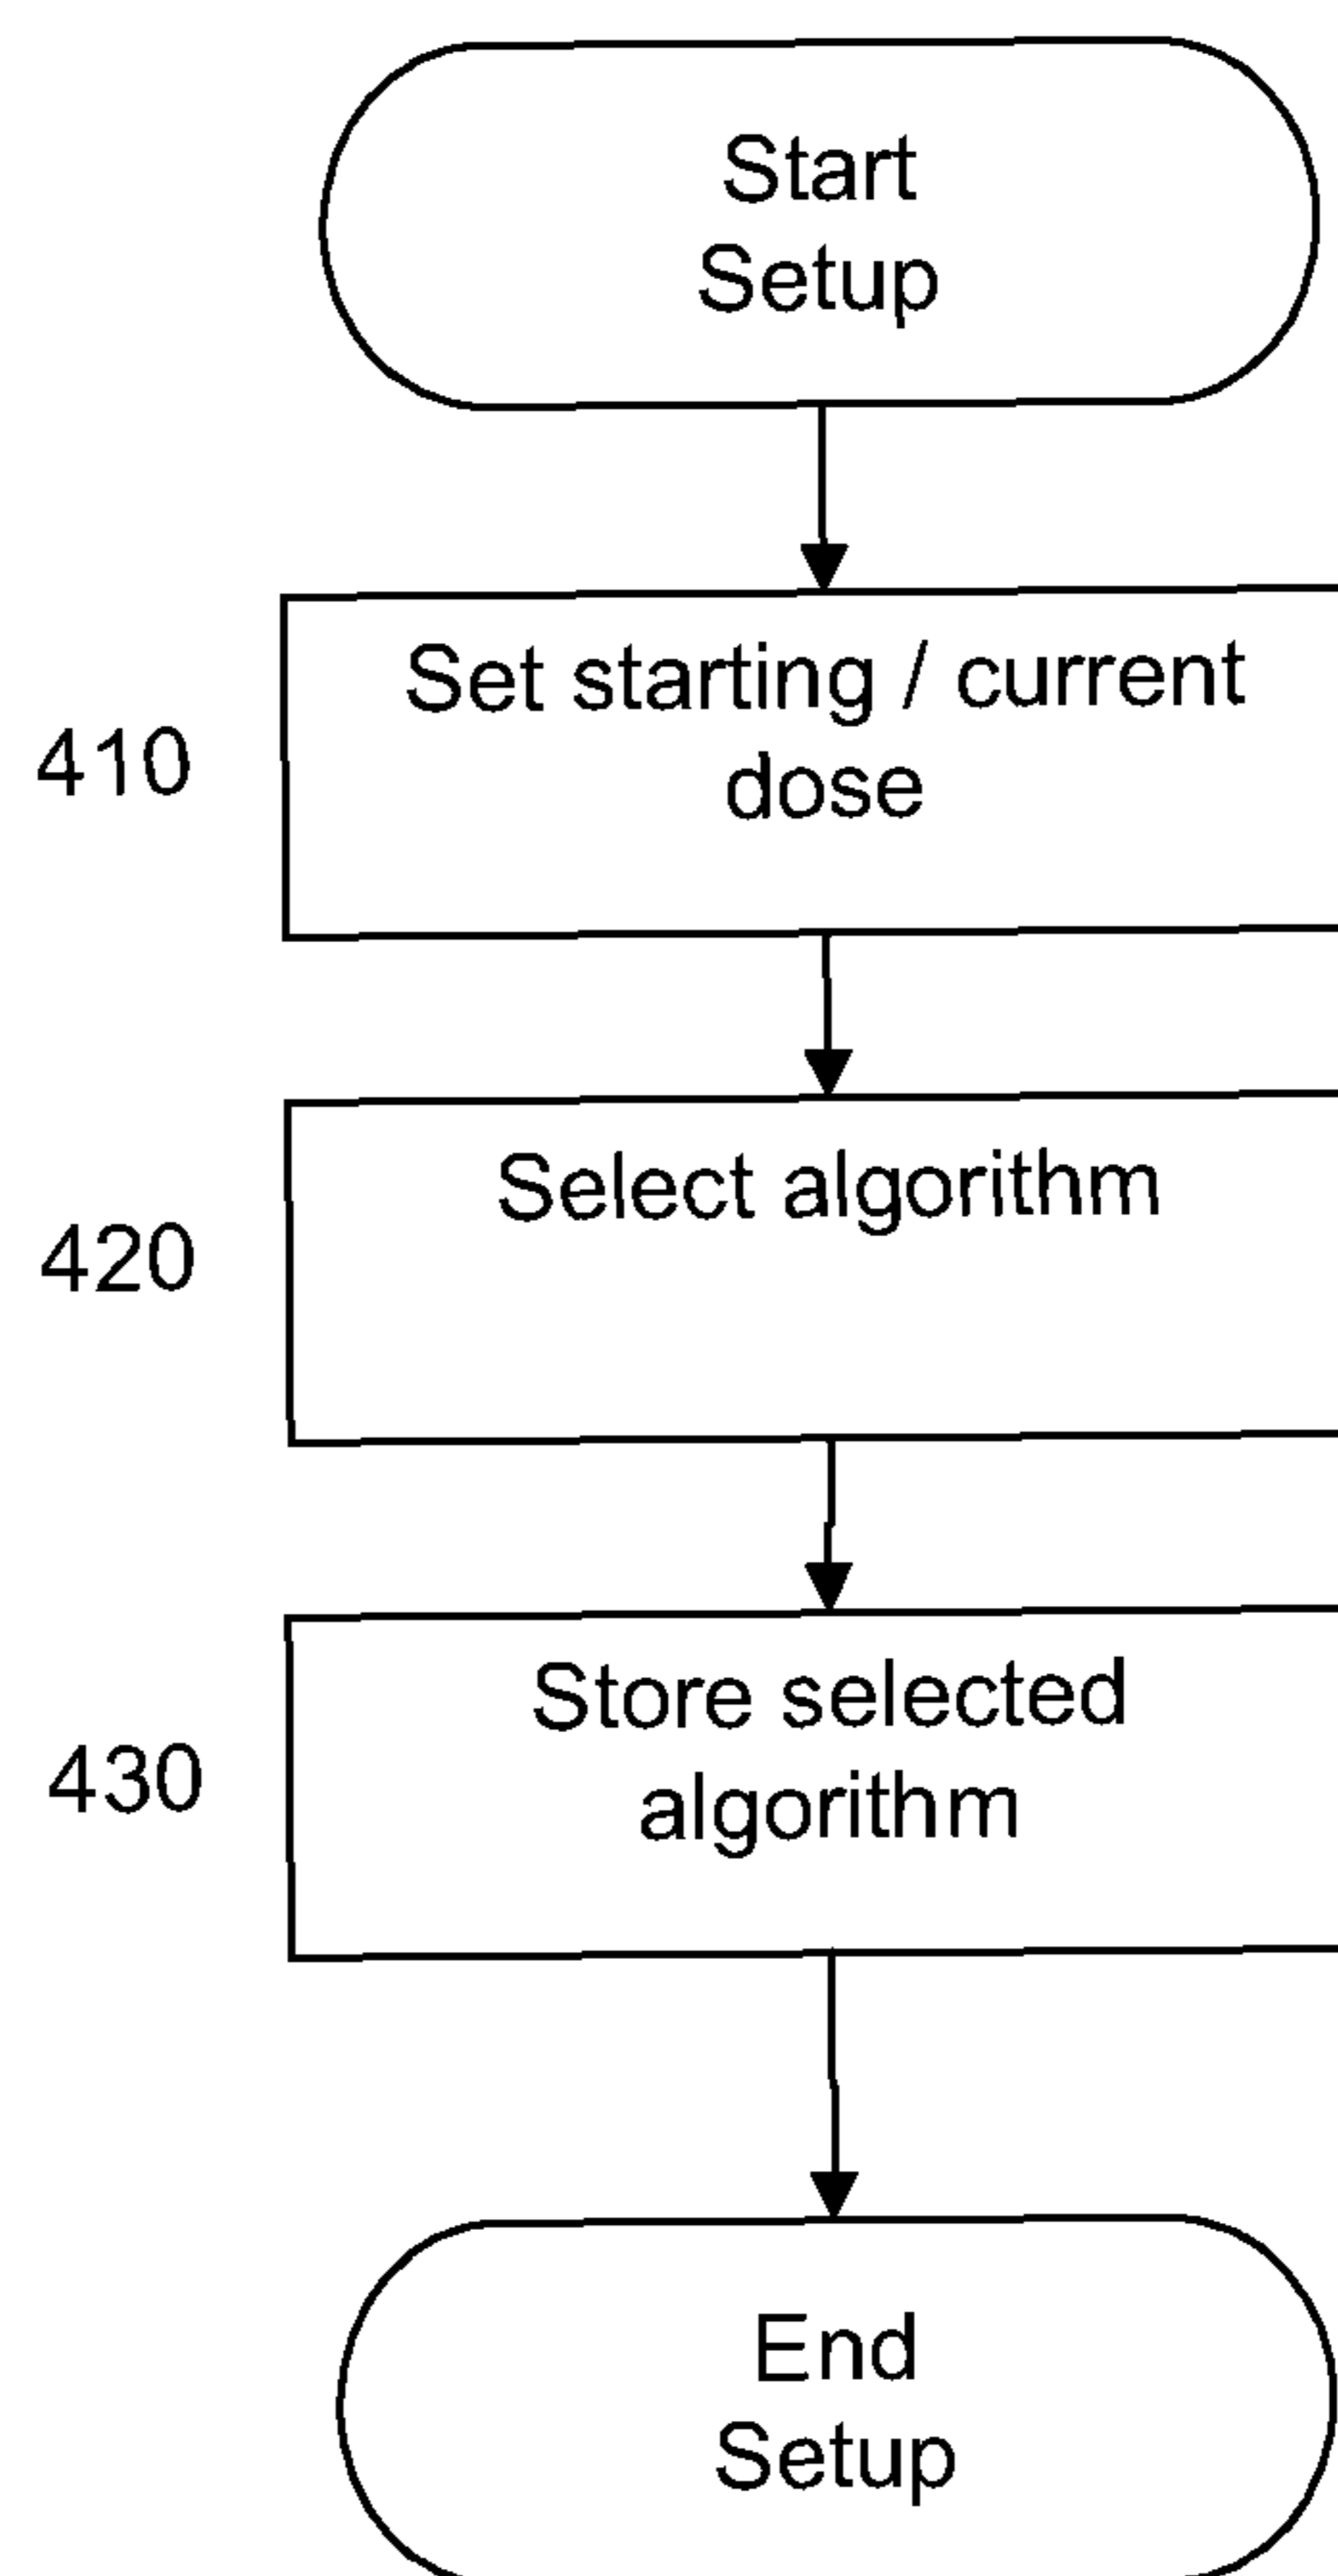 Start
Setup
Set starting / current
dose
410
Select algorithm
420
Store selected
algorithm
430
End
Setup